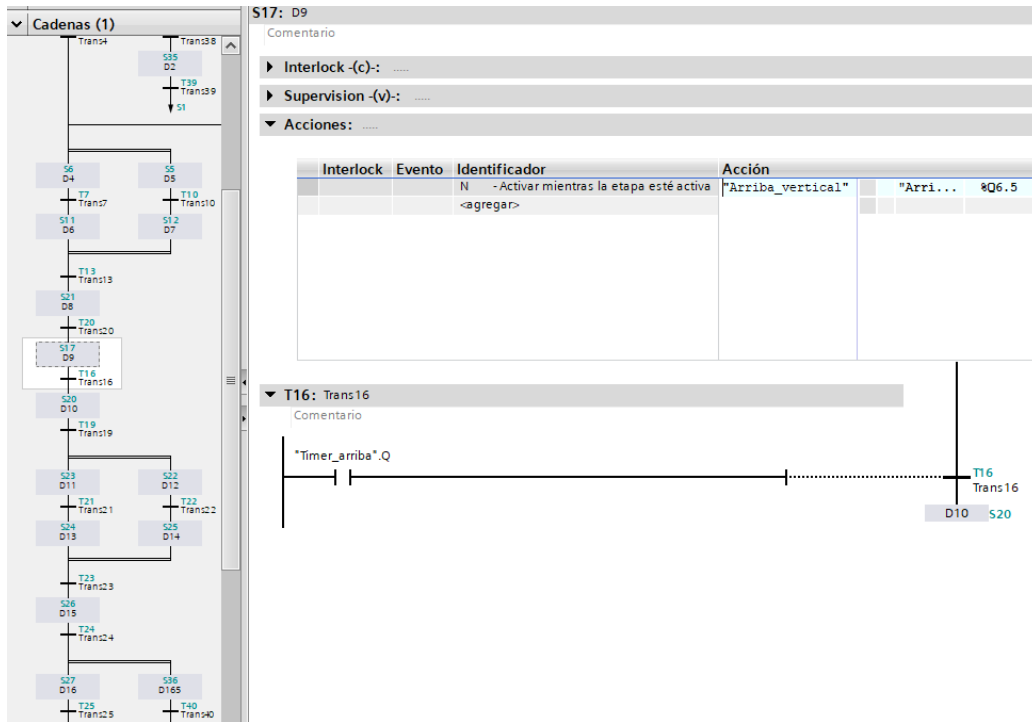 Cadenas (1)
Trans4
Trans38
S35
D2
T39
Trans39
S1
S6
D4
S5
D5
T7
Trans7
T10
Trans10
S11
D6
S12
D7
T13
Trans13
S21
D8
T20
Trans20
S17
D9
T16
Trans16
S20
D10
T19
Trans19
S23
D11
S22
D12
T21
Trans21
T22
Trans22
S24
D13
S25
D14
T23
Trans23
S26
D15
T24
Trans24
S27
D16
S36
D165
T25
Trans25
T40
Trans40
S17: D9
Comentario
Interlock -(c)-: .....
Supervision -(v)-: .....
Acciones: .....
Interlock Evento Identificador Acción
N - Activar mientras la etapa esté activa "Arriba_vertical" "Arri... %Q6.5
<agregar>
T16: Trans16
Comentario
"Timer_arriba".Q
T16
Trans16
D10 S20